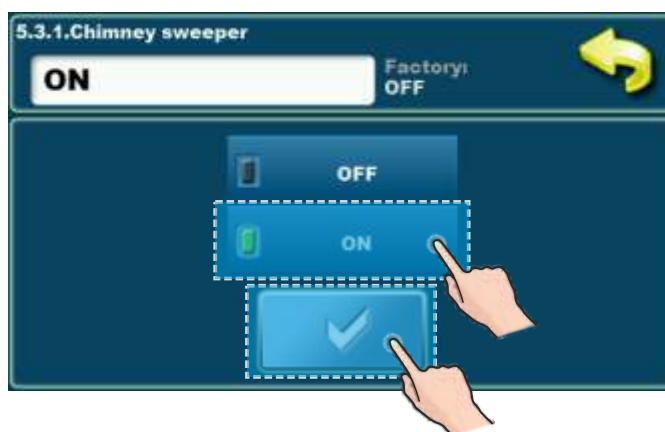 5.3.1.Chimney sweeper
ON
Factory:
OFF
OFF
ON